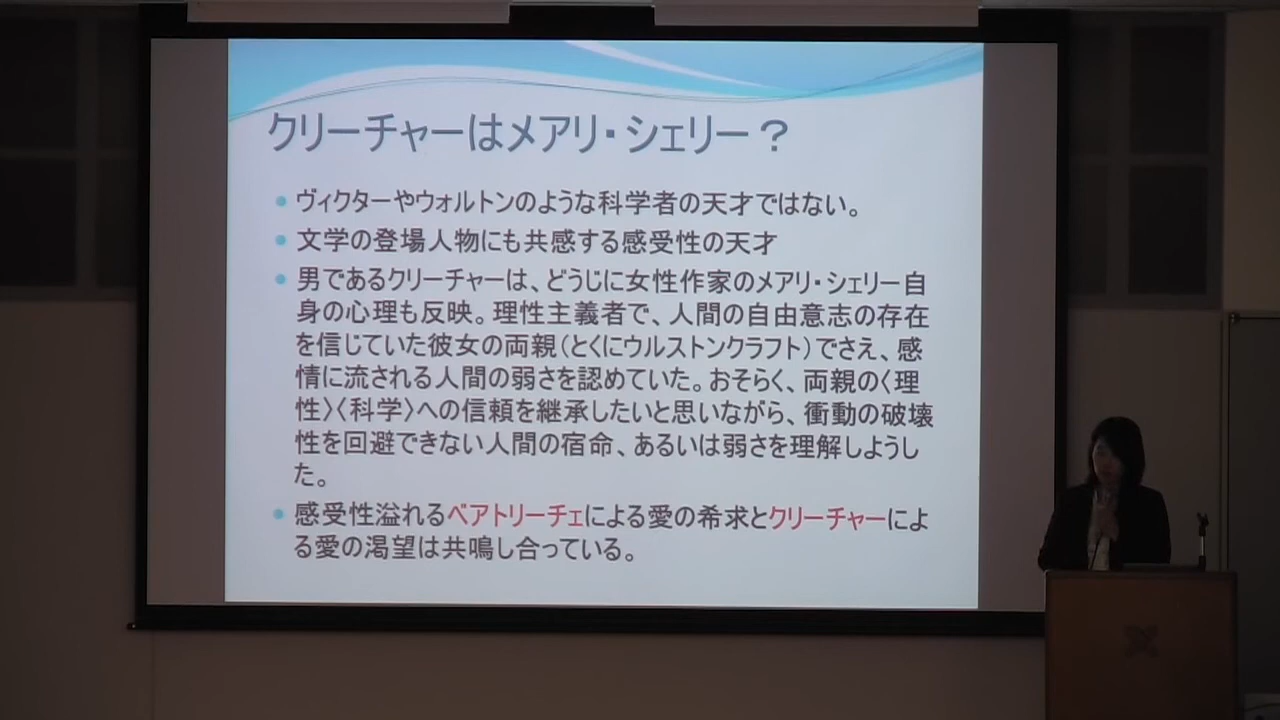 クリーチャーはメアリ・シェリー？
ヴィクターやウォルトンのような科学者の天才ではない。
文学の登場人物にも共感する感受性の天才
男であるクリーチャーは、どうじに女性作家のメアリ・シェリー自
身の心理も反映。理性主義者で、人間の自由意志の存在
を信じていた彼女の両親（とくにウルストンクラフト）でさえ、感
情に流される人間の弱さを認めていた。おそらく、両親の〈理
性〉〈科学〉への信頼を継承したいと思いながら、衝動の破壊
性を回避できない人間の宿命、あるいは弱さを理解しようし
た。
感受性溢れるベアトリーチェによる愛の希求とクリーチャーによ
る愛の渇望は共鳴し合っている。